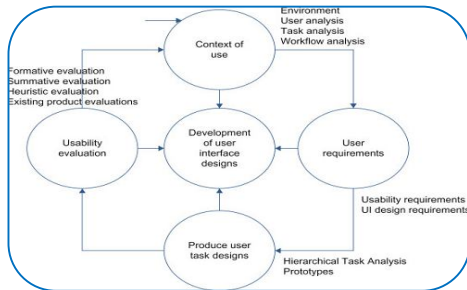 Environment
User analysis
Task analysis
Workflow analysis
Context of
use
Formative evaluation
Summative evaluation
Heuristic evaluation
Existing product evaluations
Usability
evaluation
Development
of user
interface
designs
User
requirements
Usability requirements
UI design requirements
Produce user
task designs
Hierarchical Task Analysis
Prototypes